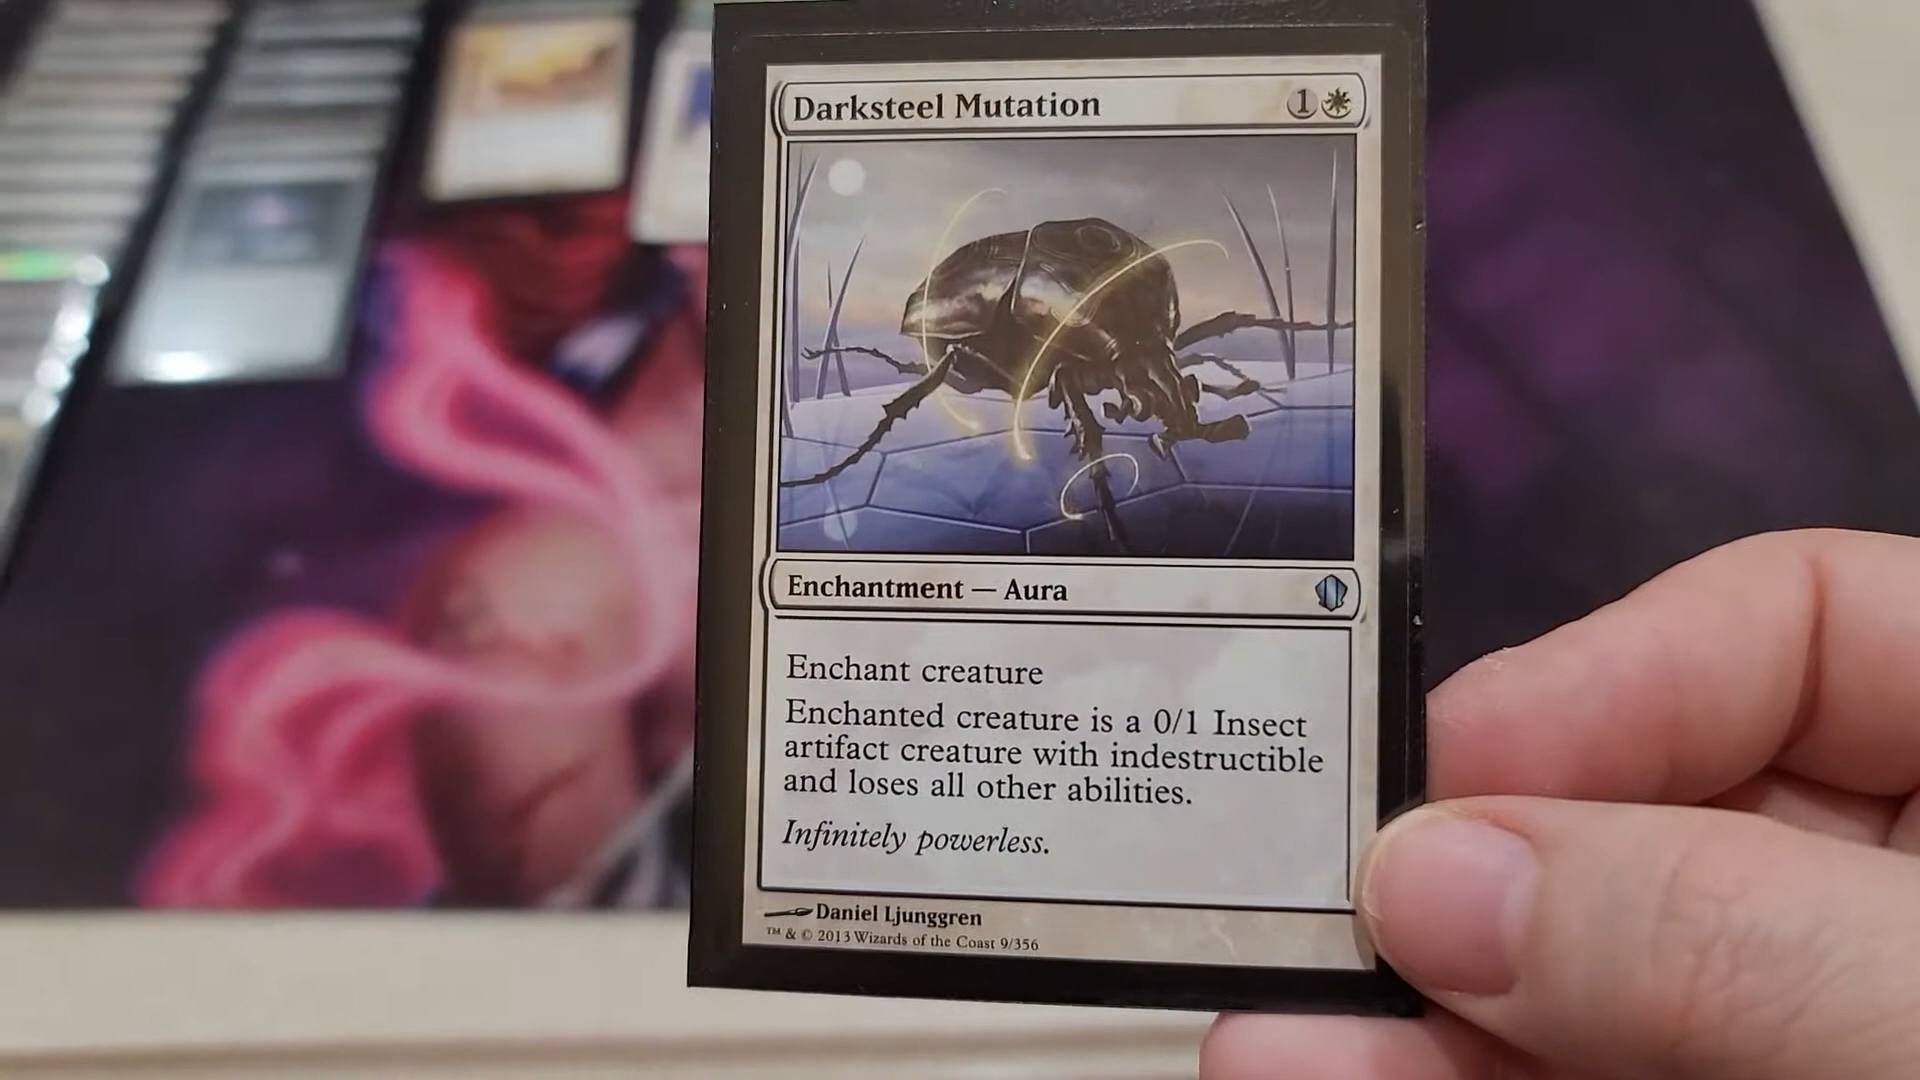 Darksteel Mutation 1
Enchantment — Aura
Enchant creature
Enchanted creature is a 0/1 Insect
artifact creature with indestructible
and loses all other abilities.
Infinitely powerless.
Daniel Ljunggren
™ & © 2013 Wizards of the Coast 9/356